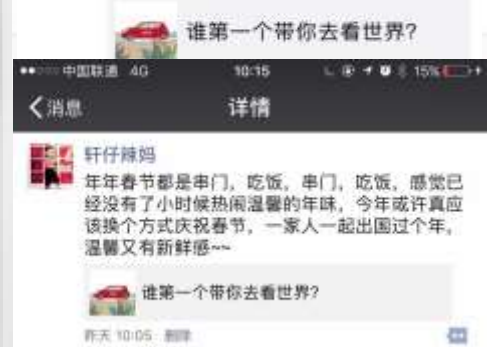 谁第一个带你去看世界?
中国联通 4G 10:15 15%
消息 详情
轩仔辣妈
年年春节都是串门，吃饭，串门，吃饭，感觉已
经没有了小时候热闹温馨的年味，今年或许真应
该换个方式庆祝春节，一家人一起出国过个年，
温馨又有新鲜感~~
谁第一个带你去看世界?
昨天 10:05 删除